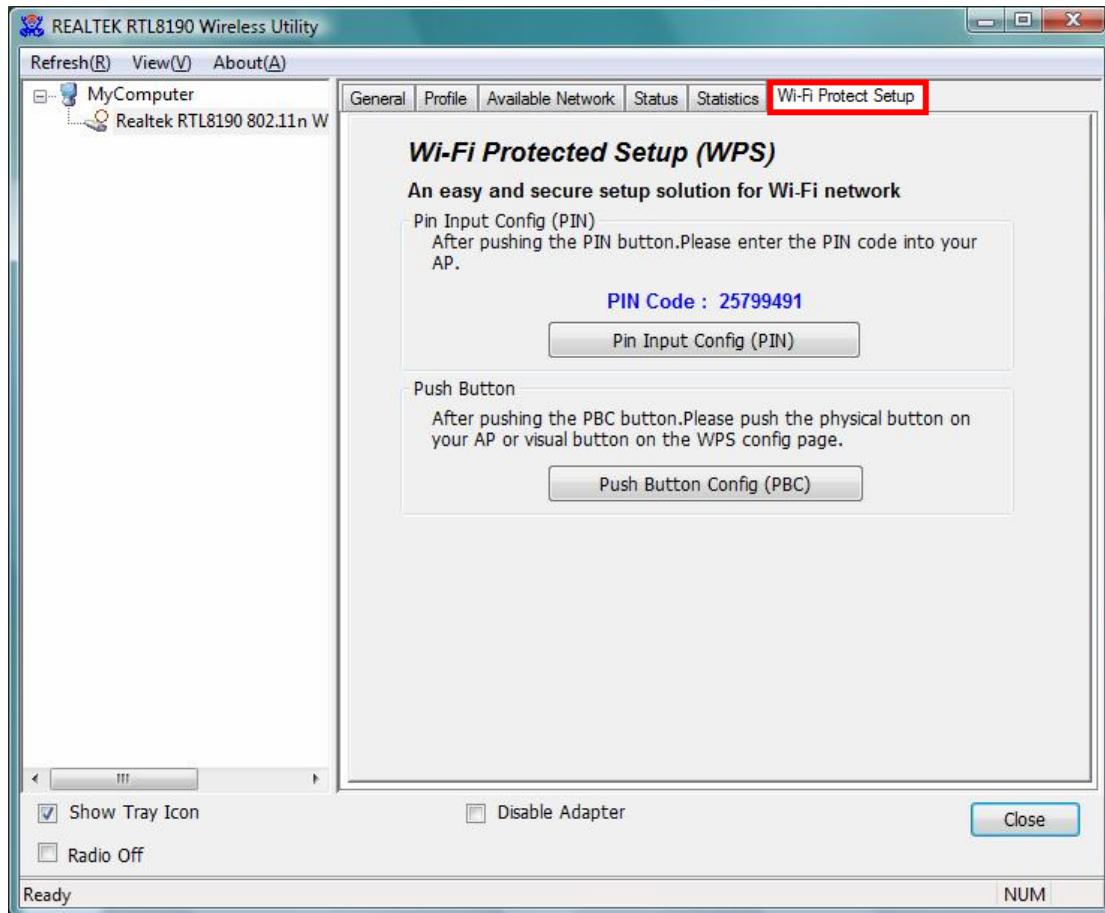 REALTEK RTL8190 Wireless Utility
Refresh(R) View(V) About(A)
MyComputer
Realtek RTL8190 802.11n W
General Profile Available Network Status Statistics Wi-Fi Protect Setup
Wi-Fi Protected Setup (WPS)
An easy and secure setup solution for Wi-Fi network
Pin Input Config (PIN)
After pushing the PIN button.Please enter the PIN code into your
AP.
PIN Code : 25799491
Pin Input Config (PIN)
Push Button
After pushing the PBC button.Please push the physical button on
your AP or visual button on the WPS config page.
Push Button Config (PBC)
Show Tray Icon
Disable Adapter
Close
Radio Off
Ready
NUM